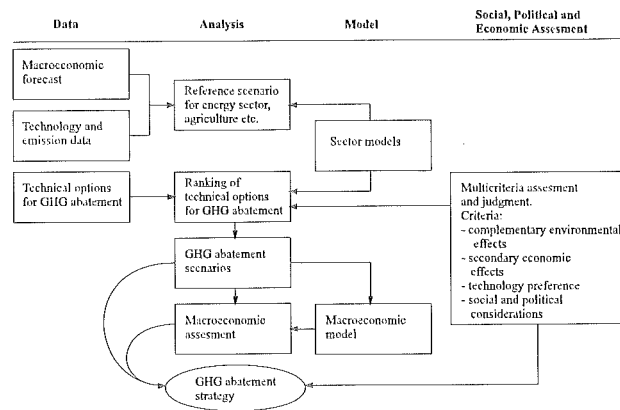 Data
Analysis
Model
Social, Political and
Economic Assesment
Macroeconomic
forecast
Technology and
emission data
Technical options
for GHG abatement
Reference scenario
for energy sector,
agriculture etc.
Ranking of
technical options
for GHG abatement
GHG abatement
scenarios
Macroeconomic
assesment
GHG abatement
strategy
Sector models
Macroeconomic
model
Multicriteria assesment
and judgment.
Criteria:
- complementary environmental
effects
- secondary economic
effects
- technology preference
- social and political
considerations